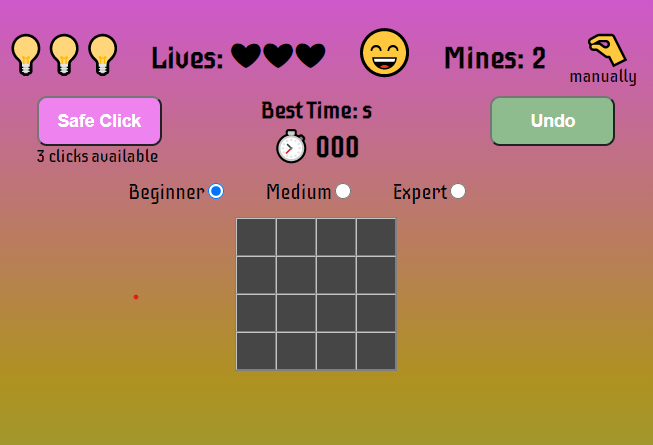 Lives: 🖤🖤🖤
Mines: 2
manually
Safe Click
Best Time: s
Undo
3 clicks available
000
Beginner
Medium
Expert